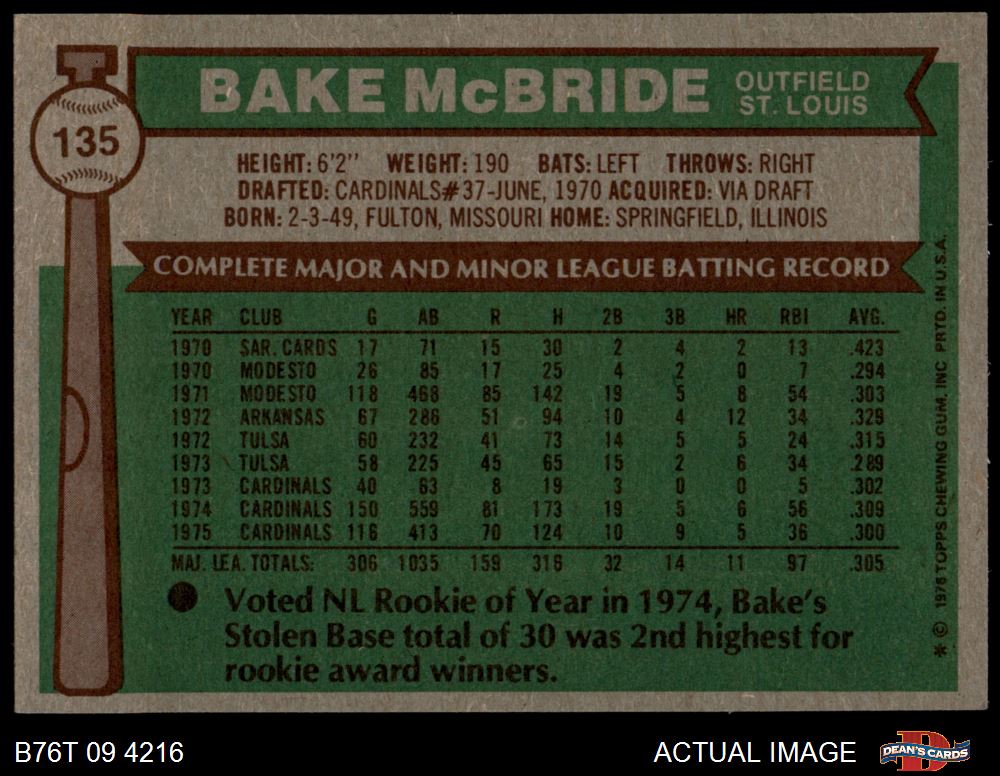 135
BAKE McBRIDE
OUTFIELD
ST. LOUIS
HEIGHT: 6'2'' WEIGHT: 190 BATS: LEFT THROWS: RIGHT
DRAFTED: CARDINALS#37-JUNE, 1970 ACQUIRED: VIA DRAFT
BORN: 2-3-49, FULTON, MISSOURI HOME: SPRINGFIELD, ILLINOIS
COMPLETE MAJOR AND MINOR LEAGUE BATTING RECORD
YEAR CLUB G AB R H 2B 3B HR RBI AVG.
1970 SAR. CARDS 17 71 15 30 2 4 2 13 .423
1970 MODESTO 26 85 17 25 4 2 0 7 .294
1971 MODESTO 118 468 85 142 19 5 8 54 .303
1972 ARKANSAS 67 286 51 94 10 4 12 34 .329
1972 TULSA 60 232 41 73 14 5 5 24 .315
1973 TULSA 58 225 45 65 15 2 6 34 .289
1973 CARDINALS 40 63 8 19 3 0 0 5 .302
1974 CARDINALS 150 559 81 173 19 5 6 56 .309
1975 CARDINALS 116 413 70 124 10 9 5 36 .300
MAJ. LEA. TOTALS: 306 1035 159 316 32 14 11 97 .305
Voted NL Rookie of Year in 1974, Bake's
Stolen Base total of 30 was 2nd highest for
rookie award winners.
* © 1976 TOPPS CHEWING GUM, INC PRTD. IN U.S.A.
B76T 09 4216
ACTUAL IMAGE
D
DEAN'S CARDS